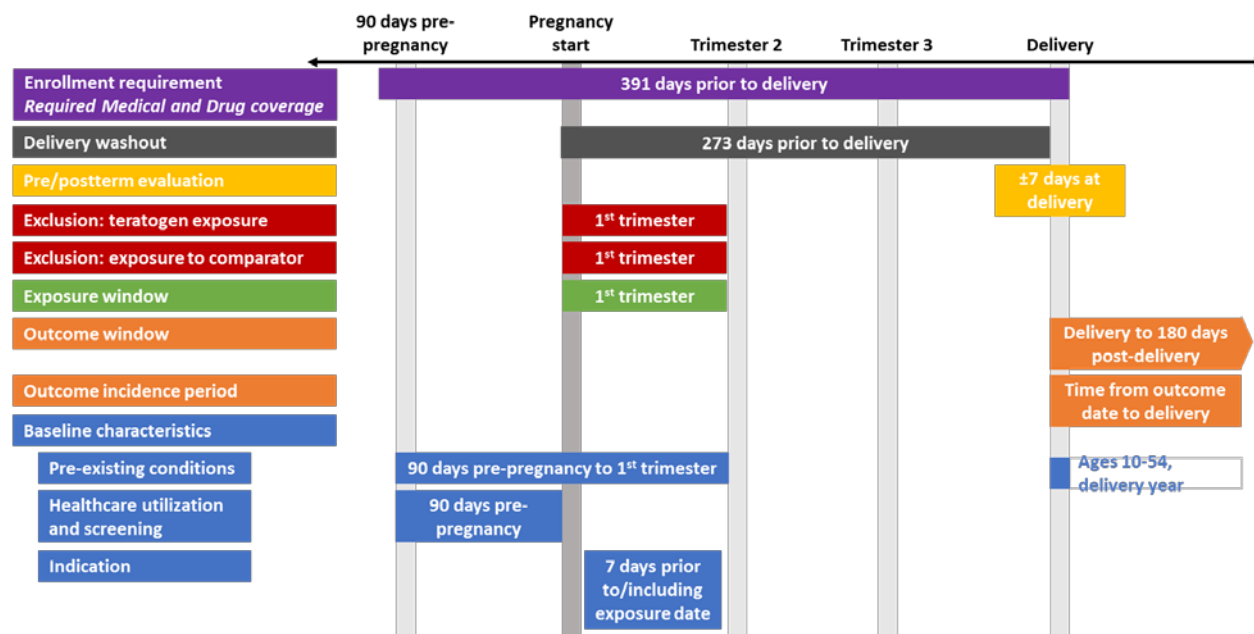 90 days pre-
pregnancy
Pregnancy
start
Trimester 2
Trimester 3
Delivery
Enrollment requirement
Required Medical and Drug coverage
391 days prior to delivery
Delivery washout
273 days prior to delivery
Pre/postterm evaluation
±7 days at
delivery
Exclusion: teratogen exposure
1st trimester
Exclusion: exposure to comparator
1st trimester
Exposure window
1st trimester
Outcome window
Delivery to 180 days
post-delivery
Outcome incidence period
Time from outcome
date to delivery
Baseline characteristics
Pre-existing conditions
90 days pre-pregnancy to 1st trimester
Ages 10-54,
delivery year
Healthcare utilization
and screening
90 days pre-
pregnancy
Indication
7 days prior
to/including
exposure date